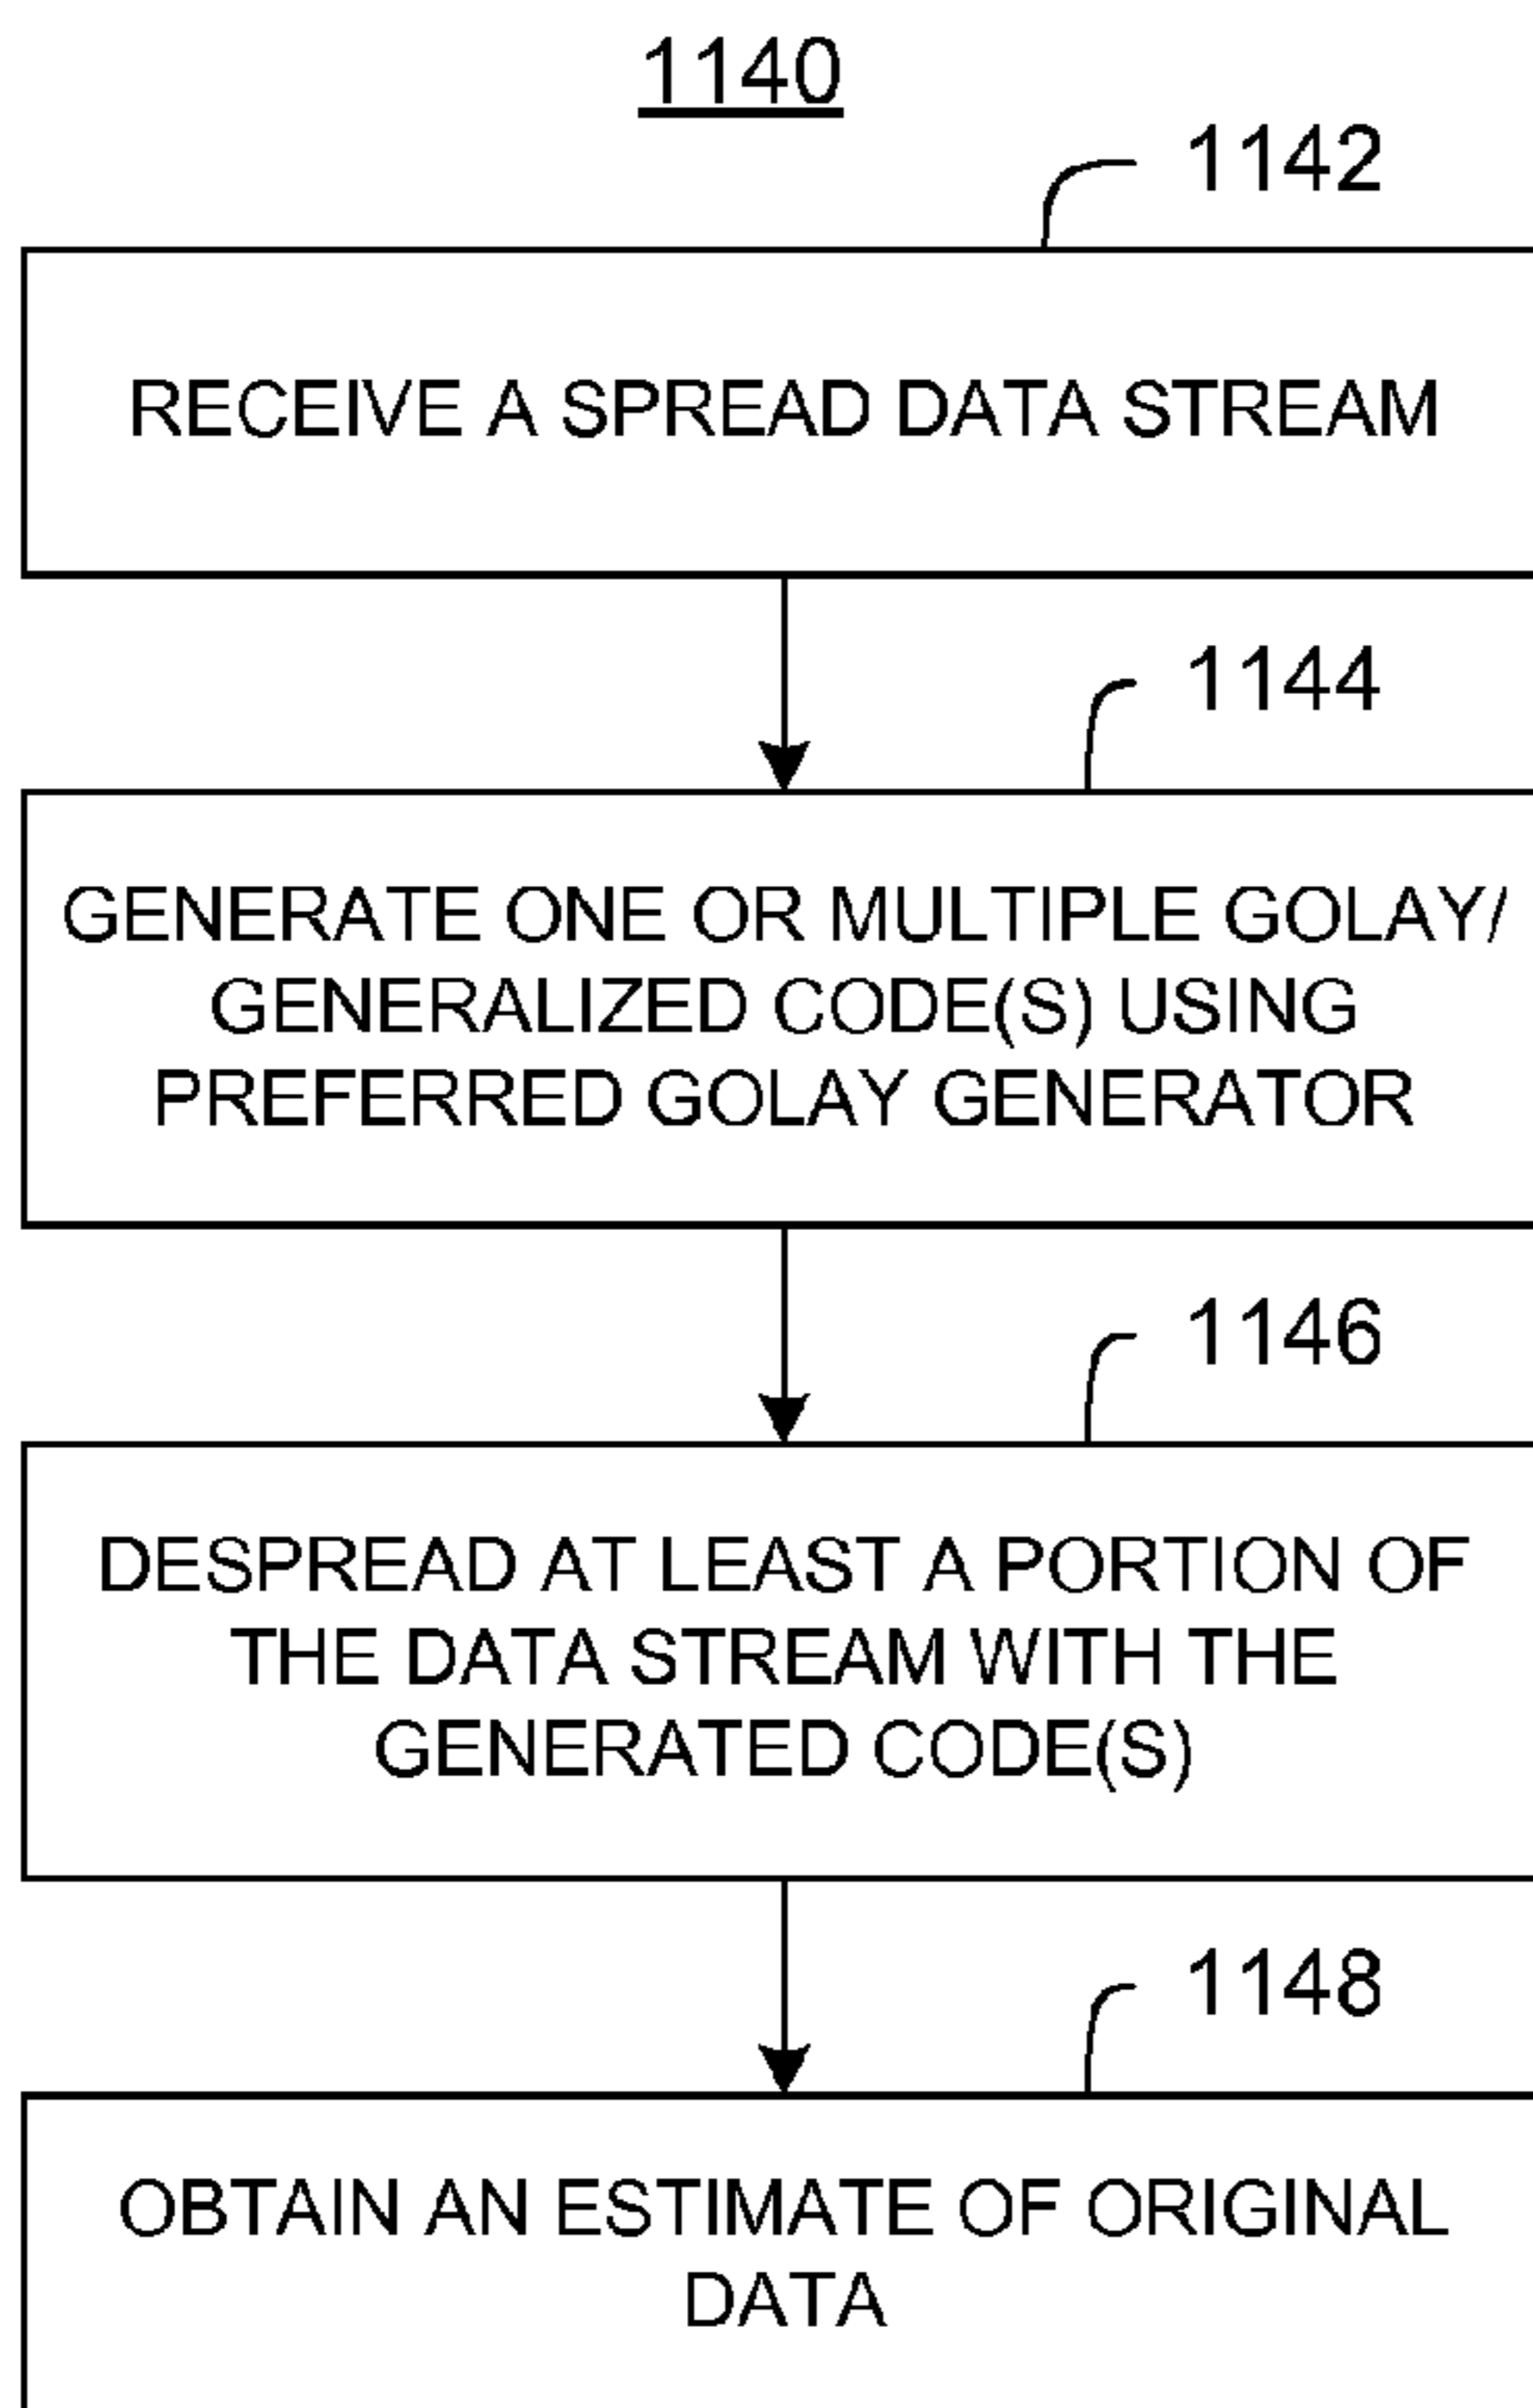 1140
1142
RECEIVE A SPREAD DATA STREAM
1144
GENERATE ONE OR MULTIPLE GOLAY/
GENERALIZED CODE(S) USING
PREFERRED GOLAY GENERATOR
1146
DESPREAD AT LEAST A PORTION OF
THE DATA STREAM WITH THE
GENERATED CODE(S)
1148
OBTAIN AN ESTIMATE OF ORIGINAL
DATA